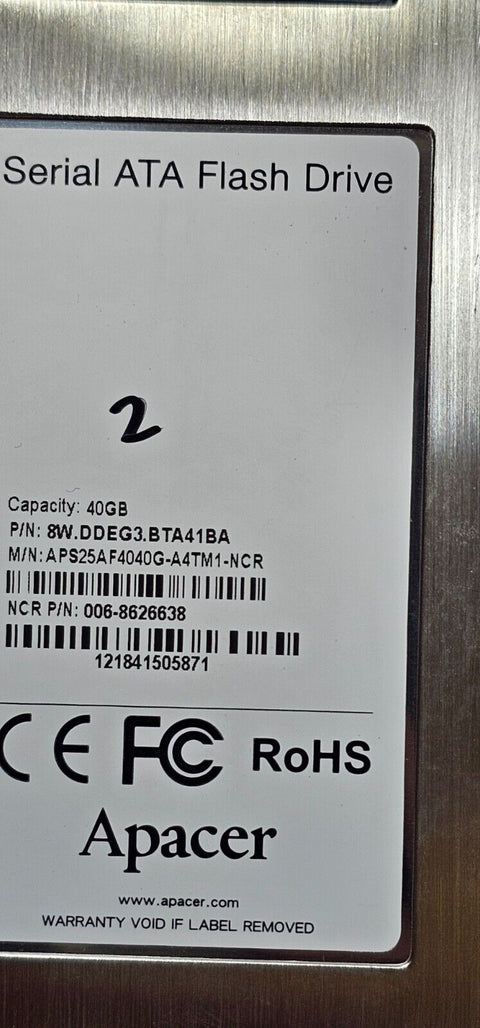 Serial ATA Flash Drive
2
Capacity: 40GB
P/N: 8W.DDEG3.BTA41BA
M/N:APS25AF4040G-A4TM1-NCR
NCR P/N: 006-8626638
121841505871
CE FC RoHS
Apacer
www.apacer.com
WARRANTY VOID IF LABEL REMOVED